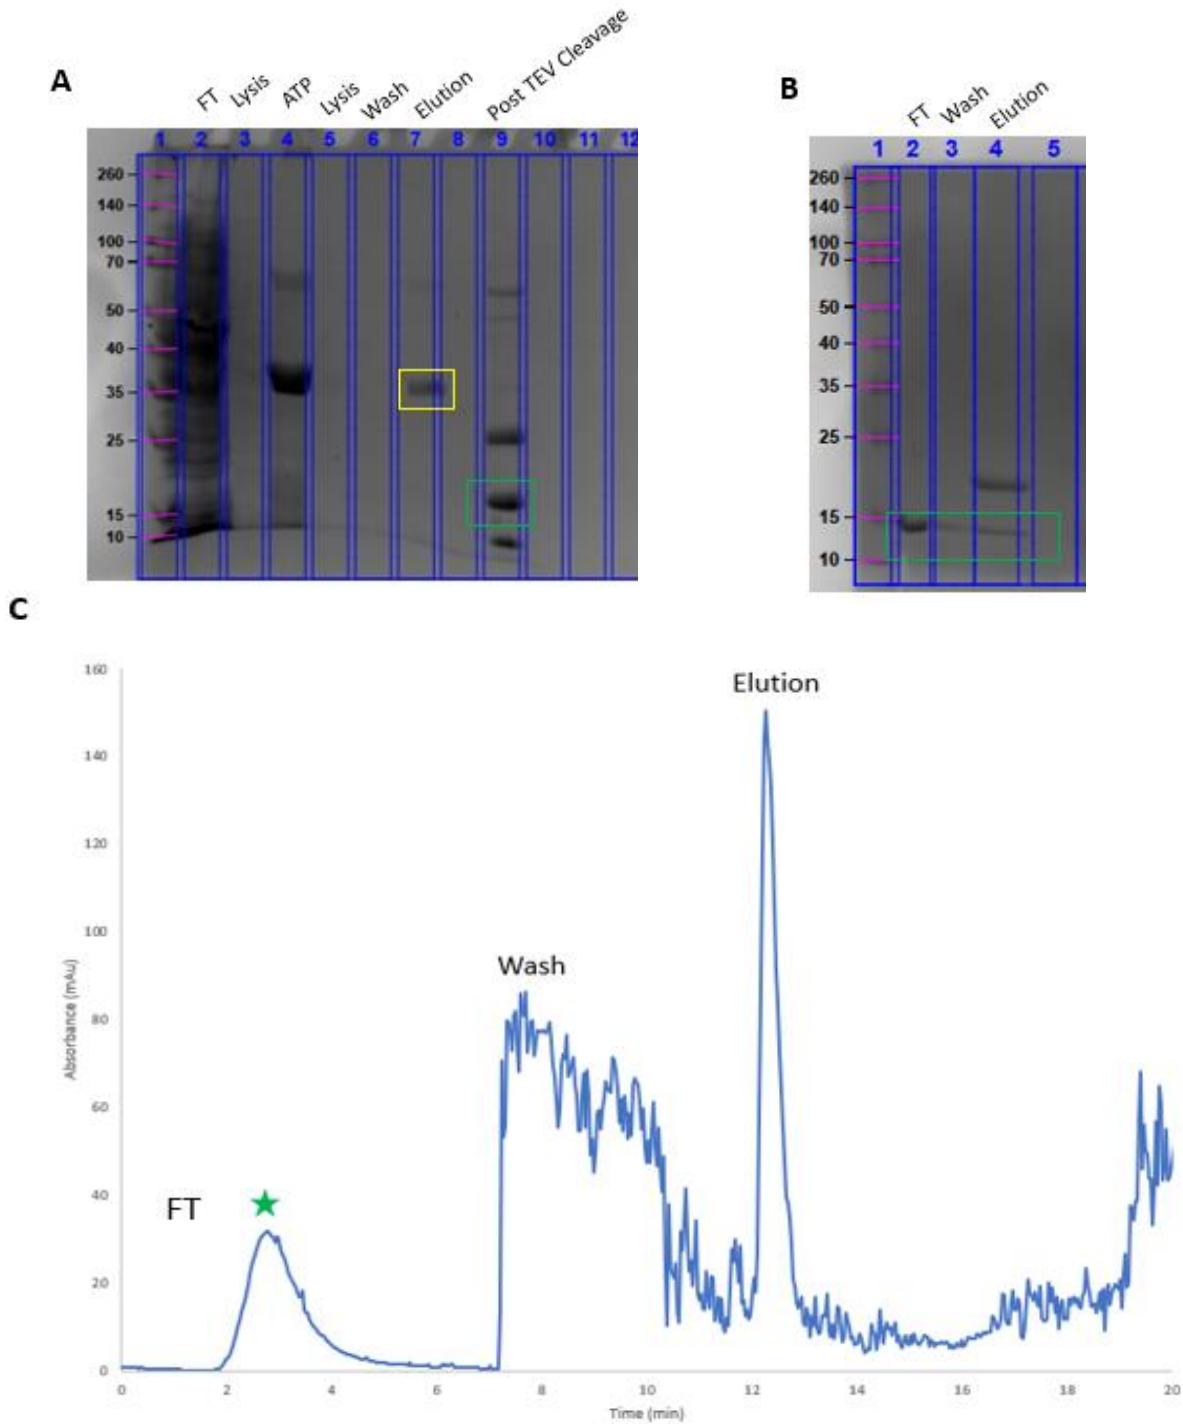 A
FT Lysis ATP Lysis Wash Elution Post TEV Cleavage
1 2 3 4 5 6 7 8 9 10 11 12
260
140
100
70
50
40
35
25
15
10
B
FT Wash Elution
1 2 3 4 5
260
140
100
70
50
40
35
25
15
10
C
160
140
120
100
80
60
40
20
0
Absorbance (mAu)
FT
Wash
Elution
0 2 4 6 8 10 12 14 16 18 20
Time (min)